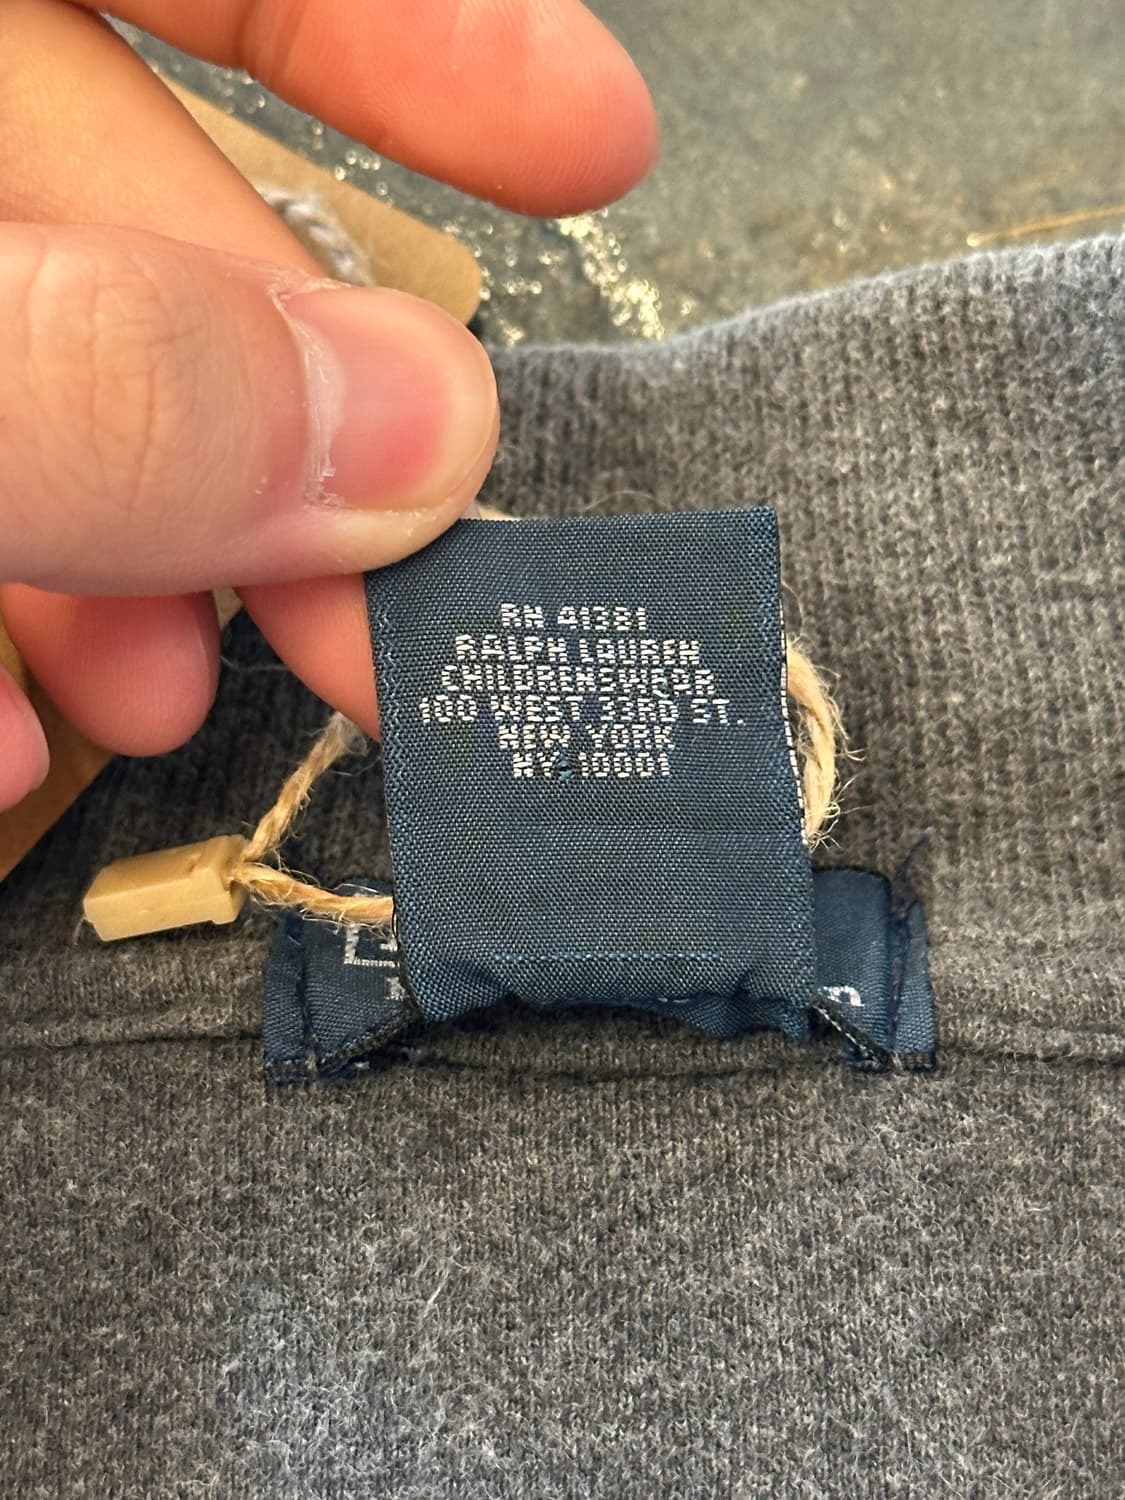 RN 41381
RALPH LAUREN
CHILDRENSWEAR
100 WEST 33RD ST.
NEW YORK
NY 10001